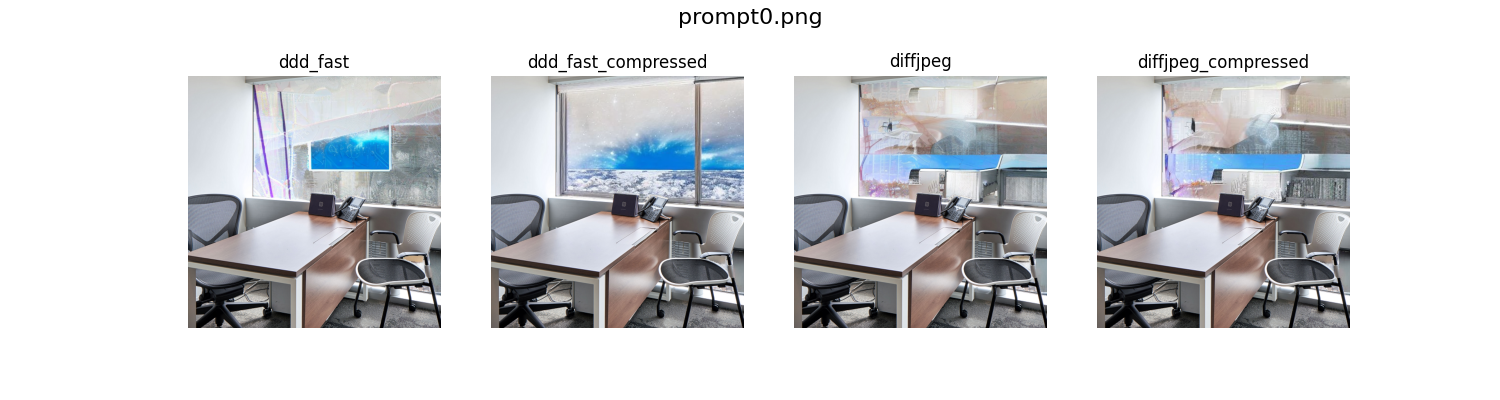 prompt0.png
ddd_fast
ddd_fast_compressed
diffjpeg
diffjpeg_compressed